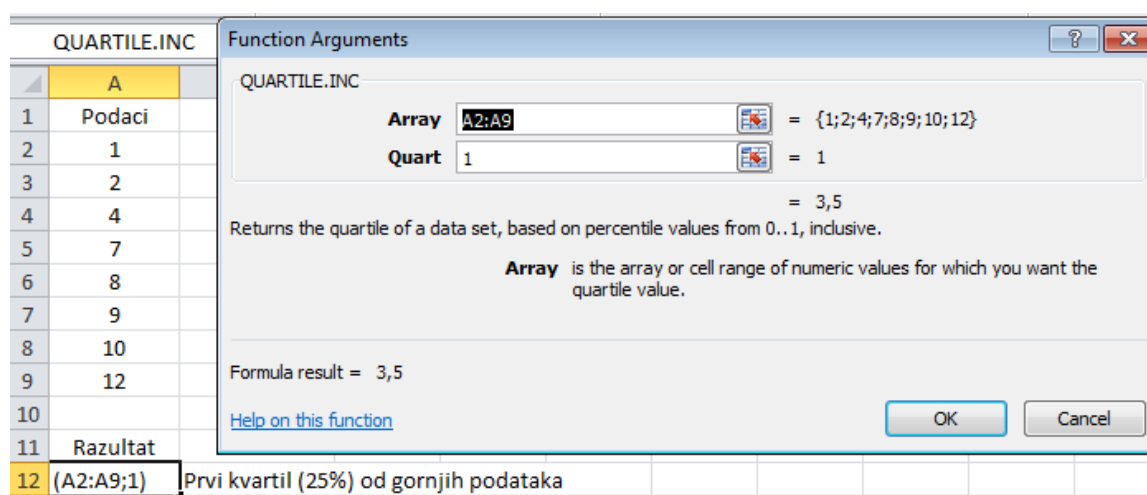 QUARTILE.INC
Function Arguments
QUARTILE.INC
Array A2:A9 = {1;2;4;7;8;9;10;12}
Quart 1 = 1
= 3,5
Returns the quartile of a data set, based on percentile values from 0..1, inclusive.
Array is the array or cell range of numeric values for which you want the
quartile value.
Formula result = 3,5
Help on this function
OK Cancel
A
1 Podaci
2 1
3 2
4 4
5 7
6 8
7 9
8 10
9 12
10
11 Razultat
12 (A2:A9;1) Prvi kvartil (25%) od gornjih podataka